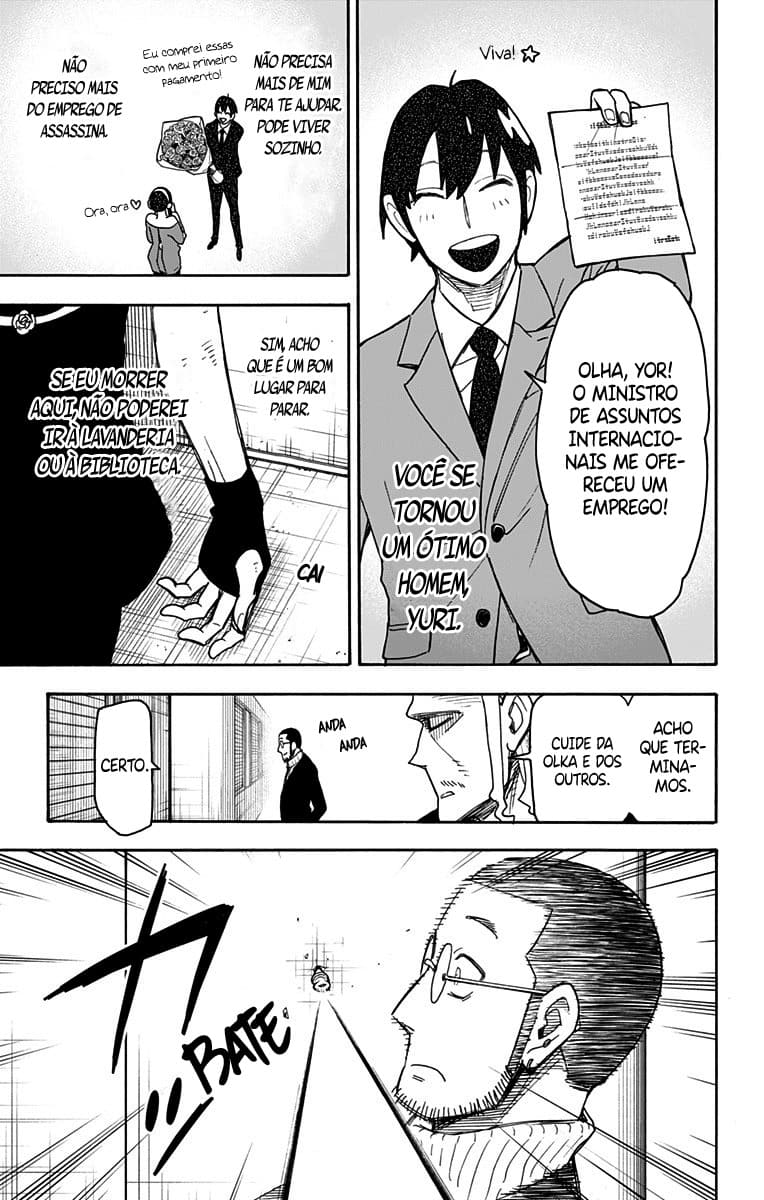 Viva!
OLHA, YOR!
O MINISTRO
DE ASSUNTOS
INTERNACIO-
NAIS ME OFE-
RECEU UM
EMPREGO!
VOCÊ SE
TORNOU
UM ÓTIMO
HOMEM,
YURI.
NÃO PRECISA
MAIS DE MIM
PARA TE AJUDAR.
PODE VIVER
SOZINHO.
Eu comprei essas
com meu primeiro
pagamento!
Ora, ora
NÃO
PRECISO MAIS
DO EMPREGO DE
ASSASSINA.
SIM, ACHO
QUE É UM BOM
LUGAR PARA
PARAR.
SE EU MORRER
AQUI, NÃO PODEREI
IR À LAVANDERIA
OU À BIBLIOTECA.
CAI
ACHO
QUE TER-
MINA-
MOS.
CUIDE DA
OLKA E DOS
OUTROS.
ANDA
ANDA
CERTO.
BATE